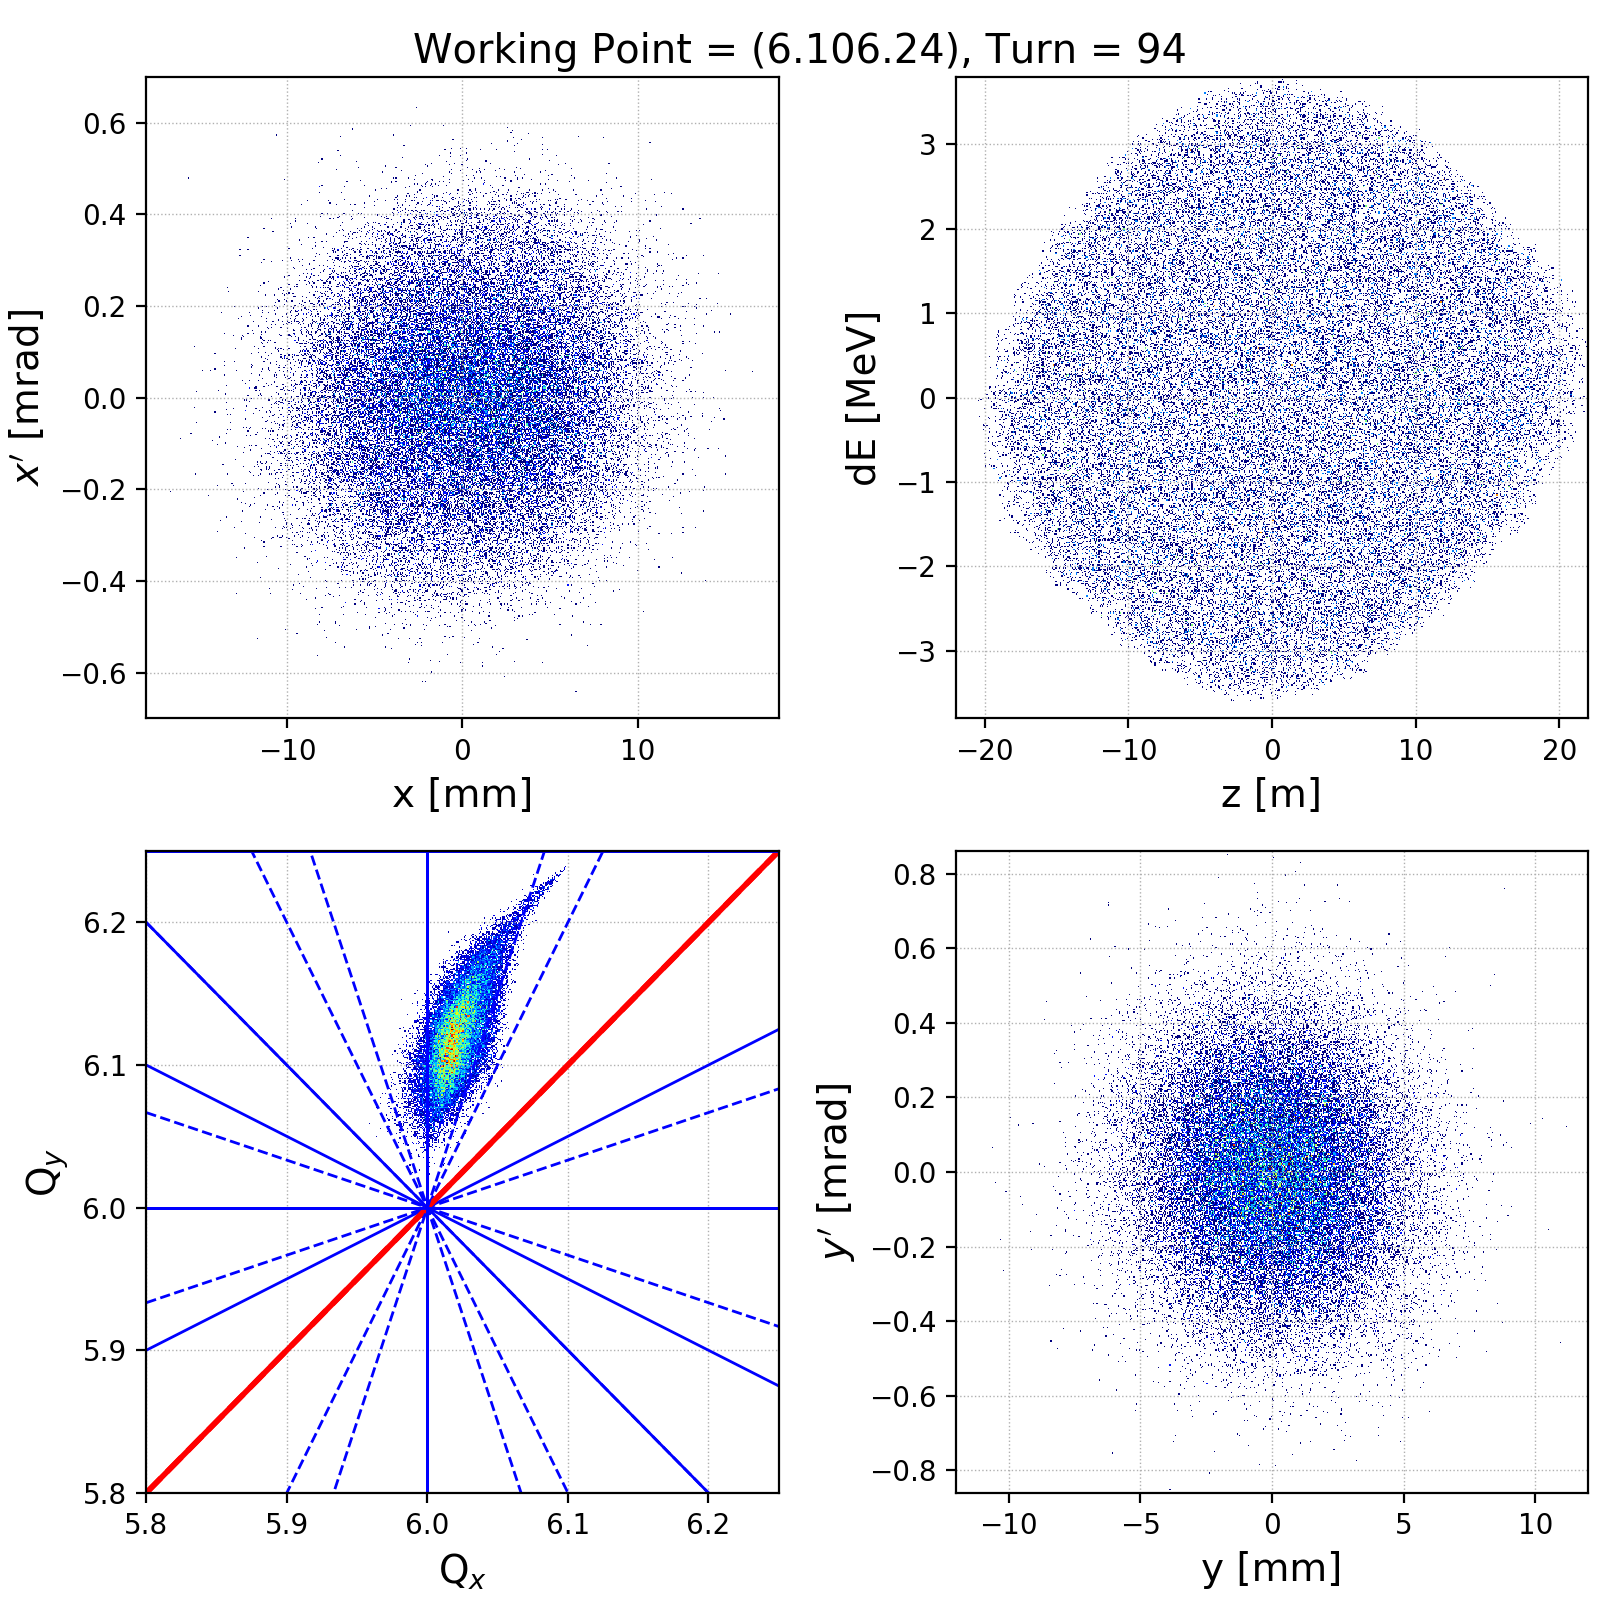 Working Point = (6.106.24), Turn = 94
0.6
0.4
0.2
0.0
−0.2
−0.4
−0.6
x′ [mrad]
−10 0 10
x [mm]
3
2
1
0
−1
−2
−3
dE [MeV]
−20 −10 0 10 20
z [m]
6.2
6.1
6.0
5.9
5.8
Qy
5.8 5.9 6.0 6.1 6.2
Qx
0.8
0.6
0.4
0.2
0.0
−0.2
−0.4
−0.6
−0.8
y′ [mrad]
−10 −5 0 5 10
y [mm]